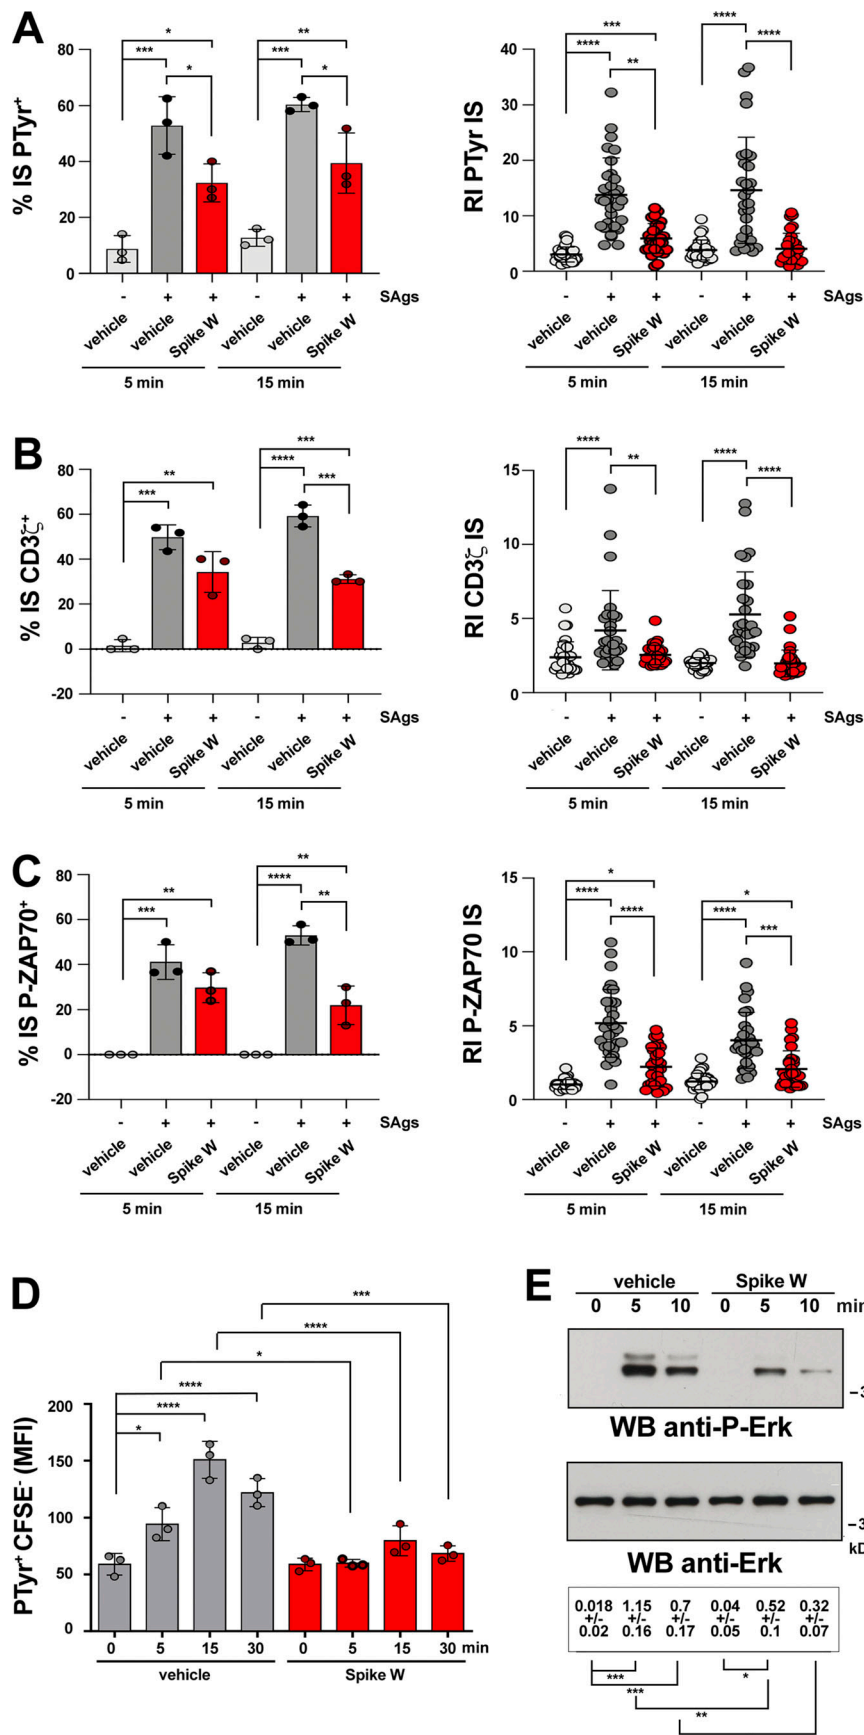 A
% IS PTyr⁺
80
60
40
20
0
*
***
*
**
***
*
- + + - + + SAgs
vehicle vehicle Spike W vehicle vehicle Spike W
5 min 15 min
RI PTyr IS
40
30
20
10
0
***
****
**
****
****
- + + - + + SAgs
vehicle vehicle Spike W vehicle vehicle Spike W
5 min 15 min
B
% IS CD3ζ⁺
80
60
40
20
0
-20
**
***
***
****
***
- + + - + + SAgs
vehicle vehicle Spike W vehicle vehicle Spike W
5 min 15 min
RI CD3ζ IS
15
10
5
0
****
**
****
****
- + + - + + SAgs
vehicle vehicle Spike W vehicle vehicle Spike W
5 min 15 min
C
% IS P-ZAP70⁺
80
60
40
20
0
-20
**
***
**
****
**
- + + - + + SAgs
vehicle vehicle Spike W vehicle vehicle Spike W
5 min 15 min
RI P-ZAP70 IS
15
10
5
0
*
****
****
*
****
***
- + + - + + SAgs
vehicle vehicle Spike W vehicle vehicle Spike W
5 min 15 min
D
PTyr⁺ CFSE⁻ (MFI)
200
150
100
50
0
***
****
*
****
****
*
0 5 15 30 0 5 15 30 min
vehicle Spike W
E
vehicle Spike W
0 5 10 0 5 10 min
–3
WB anti-P-Erk
–3
WB anti-Erk
0.018 1.15 0.7 0.04 0.52 0.32
+/- +/- +/- +/- +/- +/-
0.02 0.16 0.17 0.05 0.1 0.07
***
***
*
**